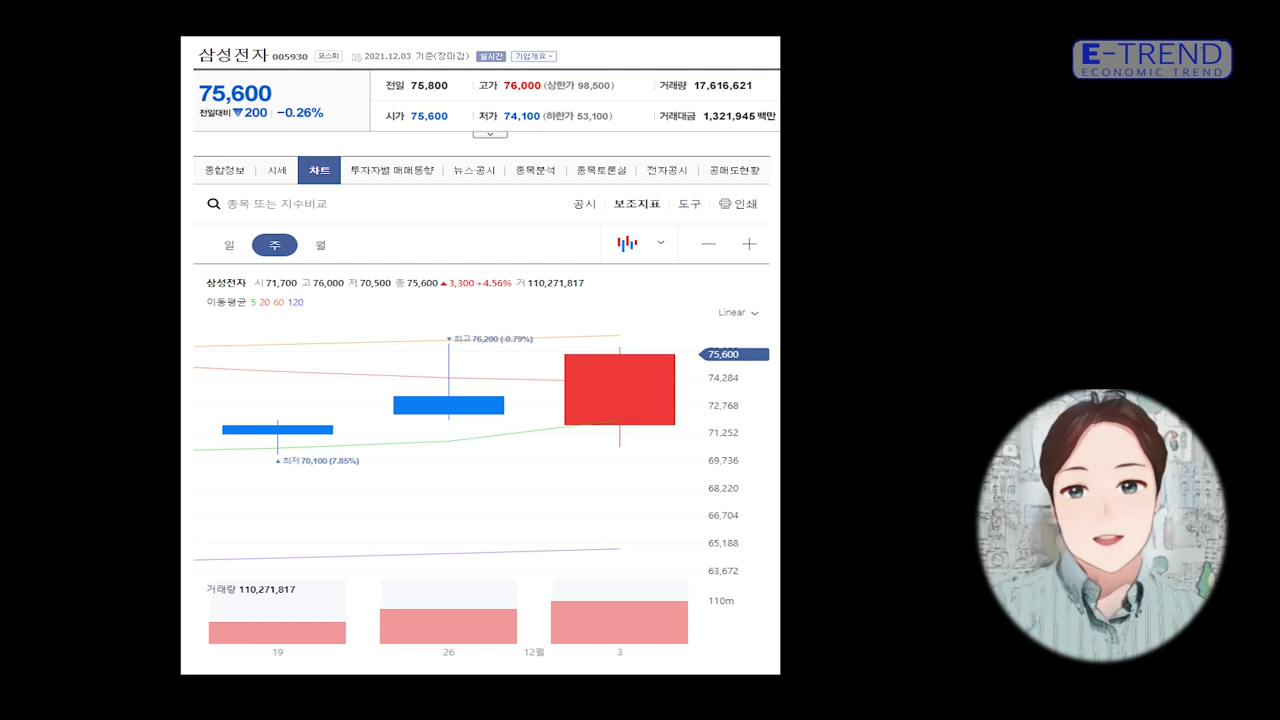 E-TREND
ECONOMIC TREND
삼성전자 005930 코스피 2021.12.03 기준(장마감) 실시간 기업개요
75,600
전일대비 ▼200 -0.26%
전일 75,800 고가 76,000 (상한가 98,500) 거래량 17,616,621
시가 75,600 저가 74,100 (하한가 53,100) 거래대금 1,321,945 백만
종합정보 시세 차트 투자자별 매매동향 뉴스공시 종목분석 종목토론실 전자공시 공매도현황
종목 또는 지수비교 공시 보조지표 도구 인쇄
일 주 월
삼성전자 시 71,700 고 76,000 저 70,500 종 75,600 ▲3,300 +4.56% 거 110,271,817
이동평균 5 20 60 120
Linear
▼최고 76,200 (-0.79%)
75,600
74,284
72,768
71,252
▲최저 70,100 (7.85%)
69,736
68,220
66,704
65,188
63,672
거래량 110,271,817
110m
19 26 12월 3